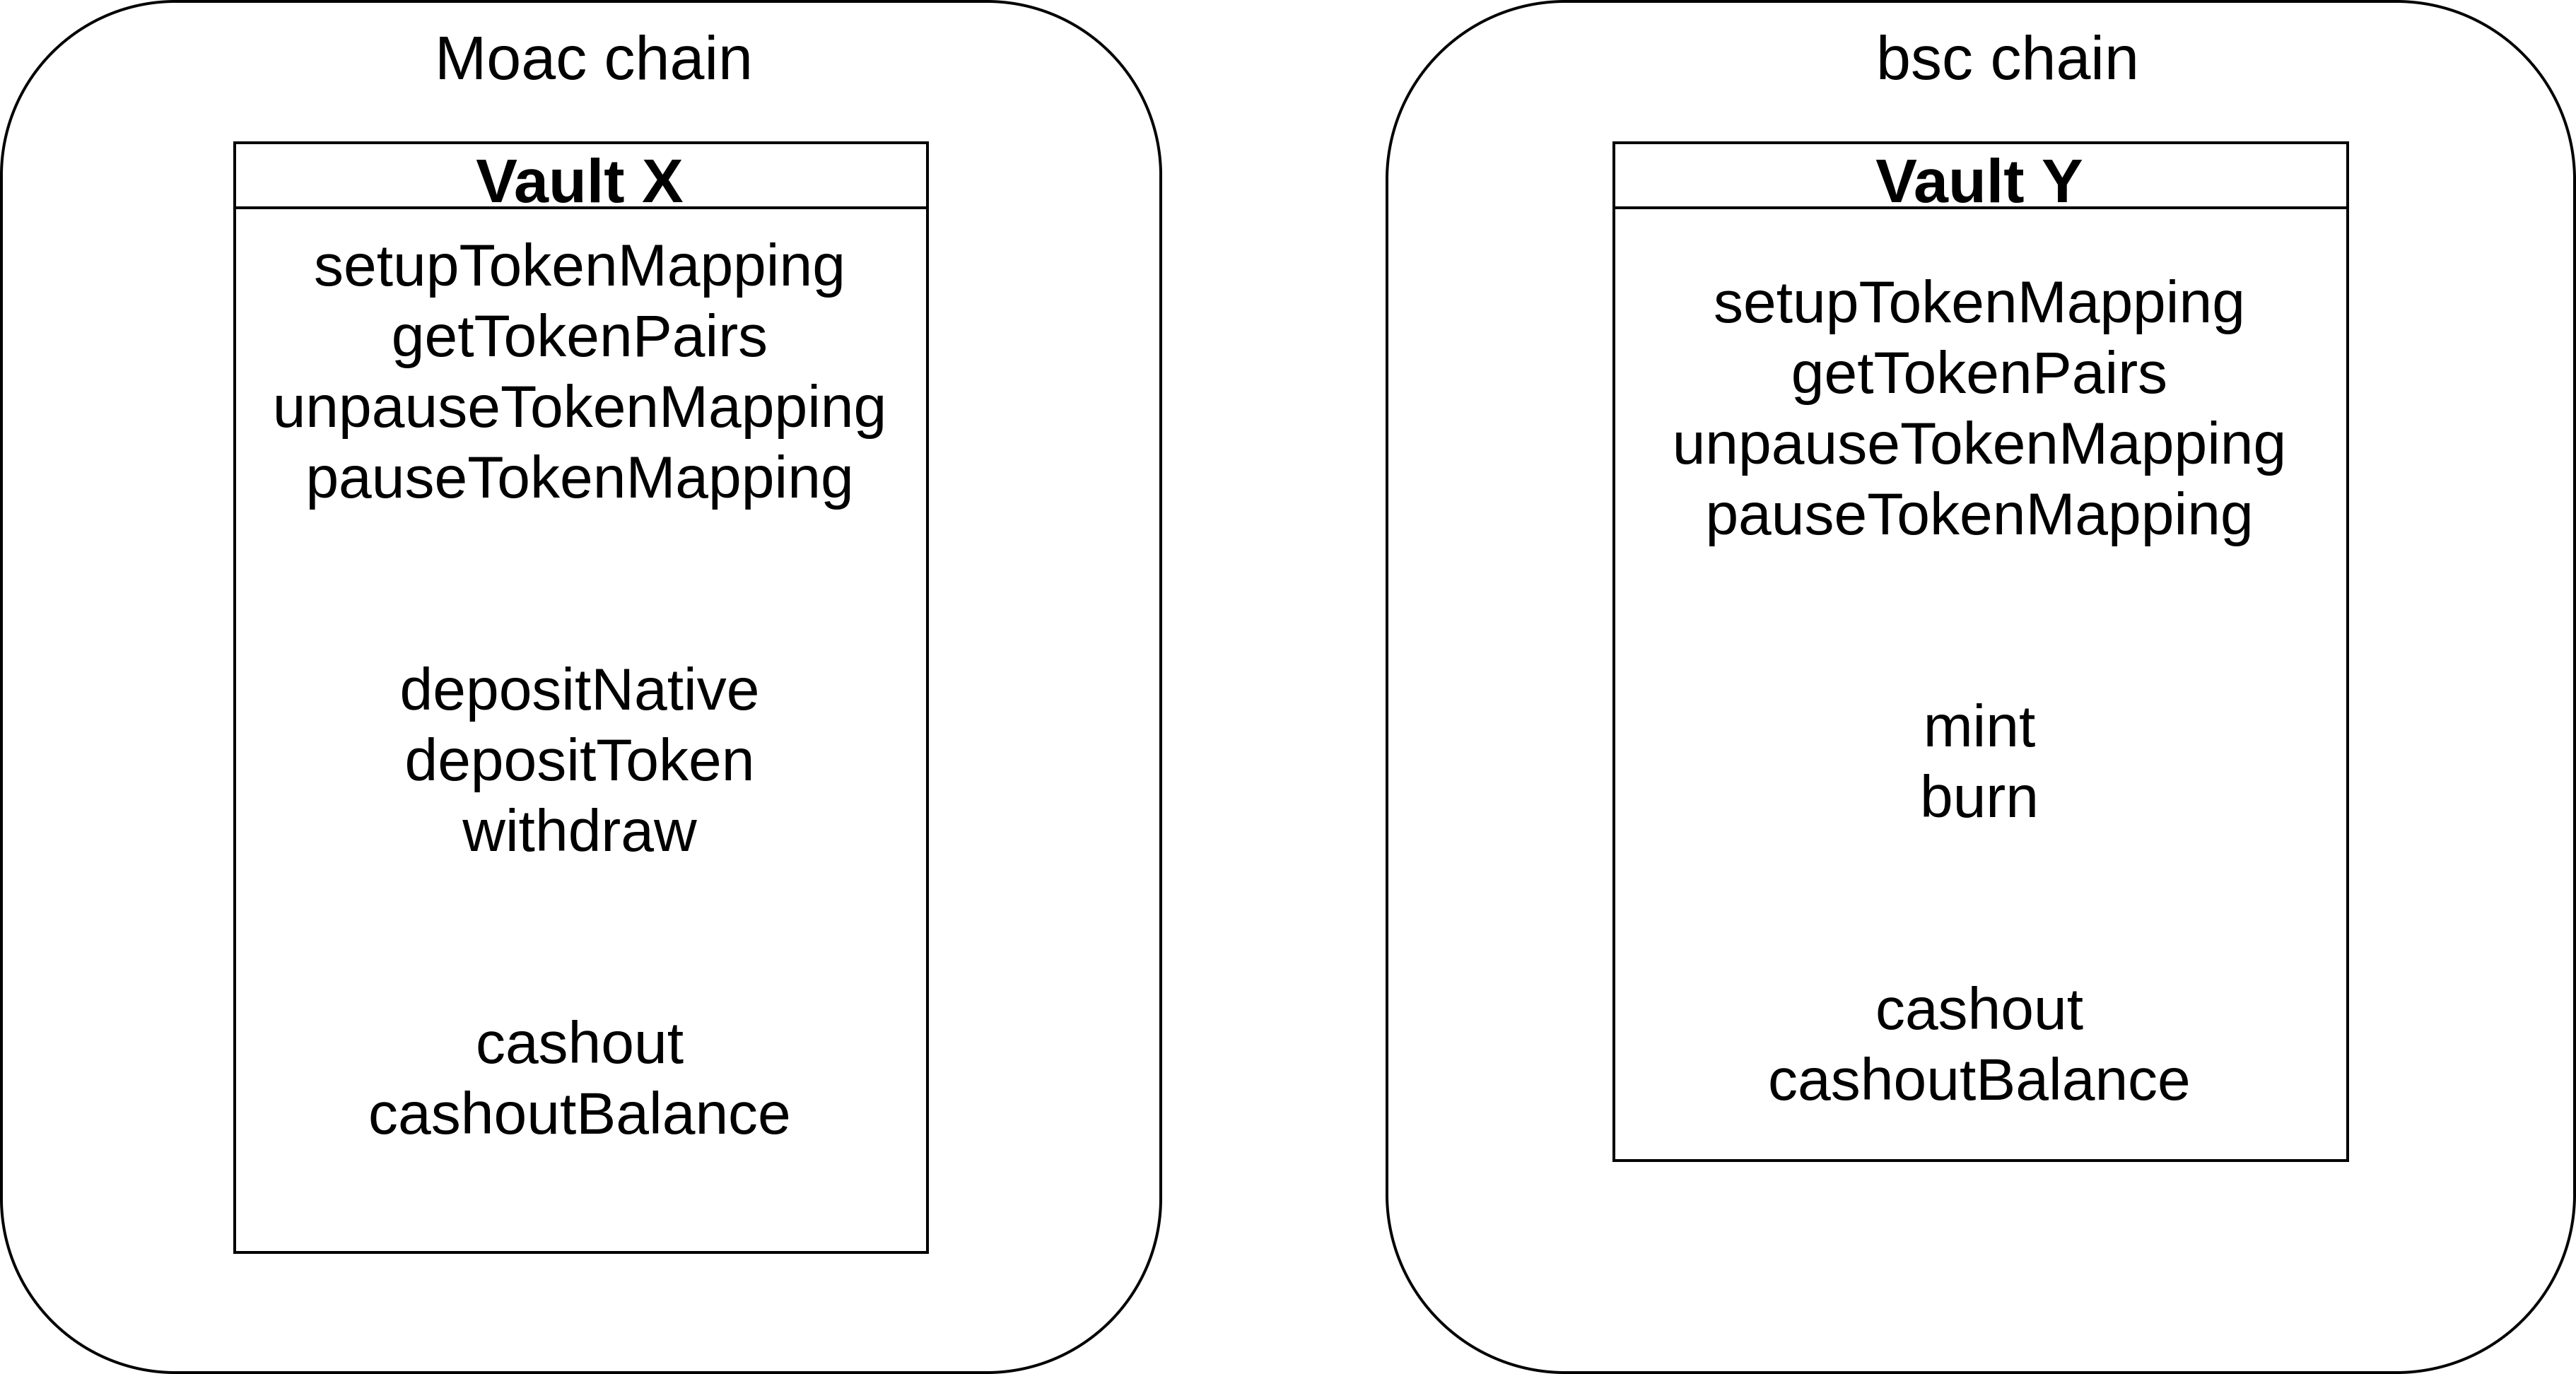 Moac chain
Vault X
setupTokenMapping
getTokenPairs
unpauseTokenMapping
pauseTokenMapping
depositNative
depositToken
withdraw
cashout
cashoutBalance
bsc chain
Vault Y
setupTokenMapping
getTokenPairs
unpauseTokenMapping
pauseTokenMapping
mint
burn
cashout
cashoutBalance